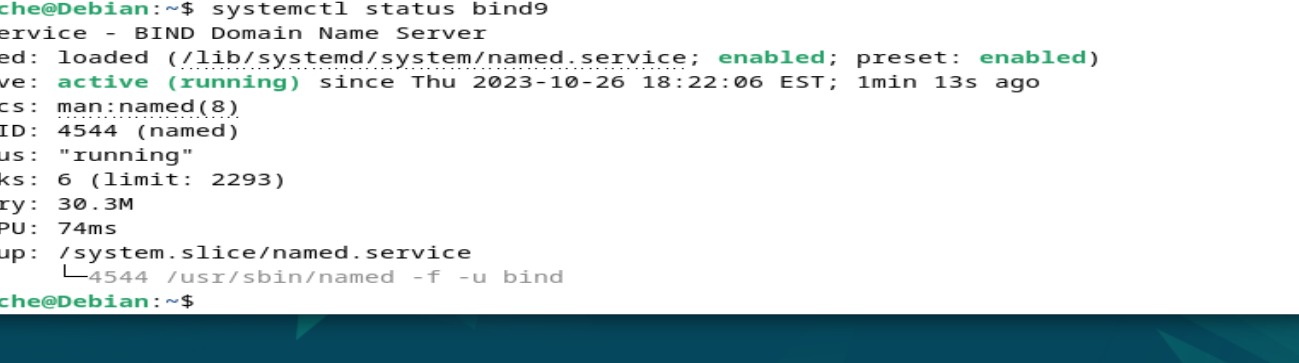 che@Debian:~$ systemctl status bind9
ervice - BIND Domain Name Server
ed: loaded (/lib/systemd/system/named.service; enabled; preset: enabled)
ve: active (running) since Thu 2023-10-26 18:22:06 EST; 1min 13s ago
cs: man:named(8)
ID: 4544 (named)
us: "running"
ks: 6 (limit: 2293)
ry: 30.3M
PU: 74ms
up: /system.slice/named.service
└─4544 /usr/sbin/named -f -u bind
che@Debian:~$